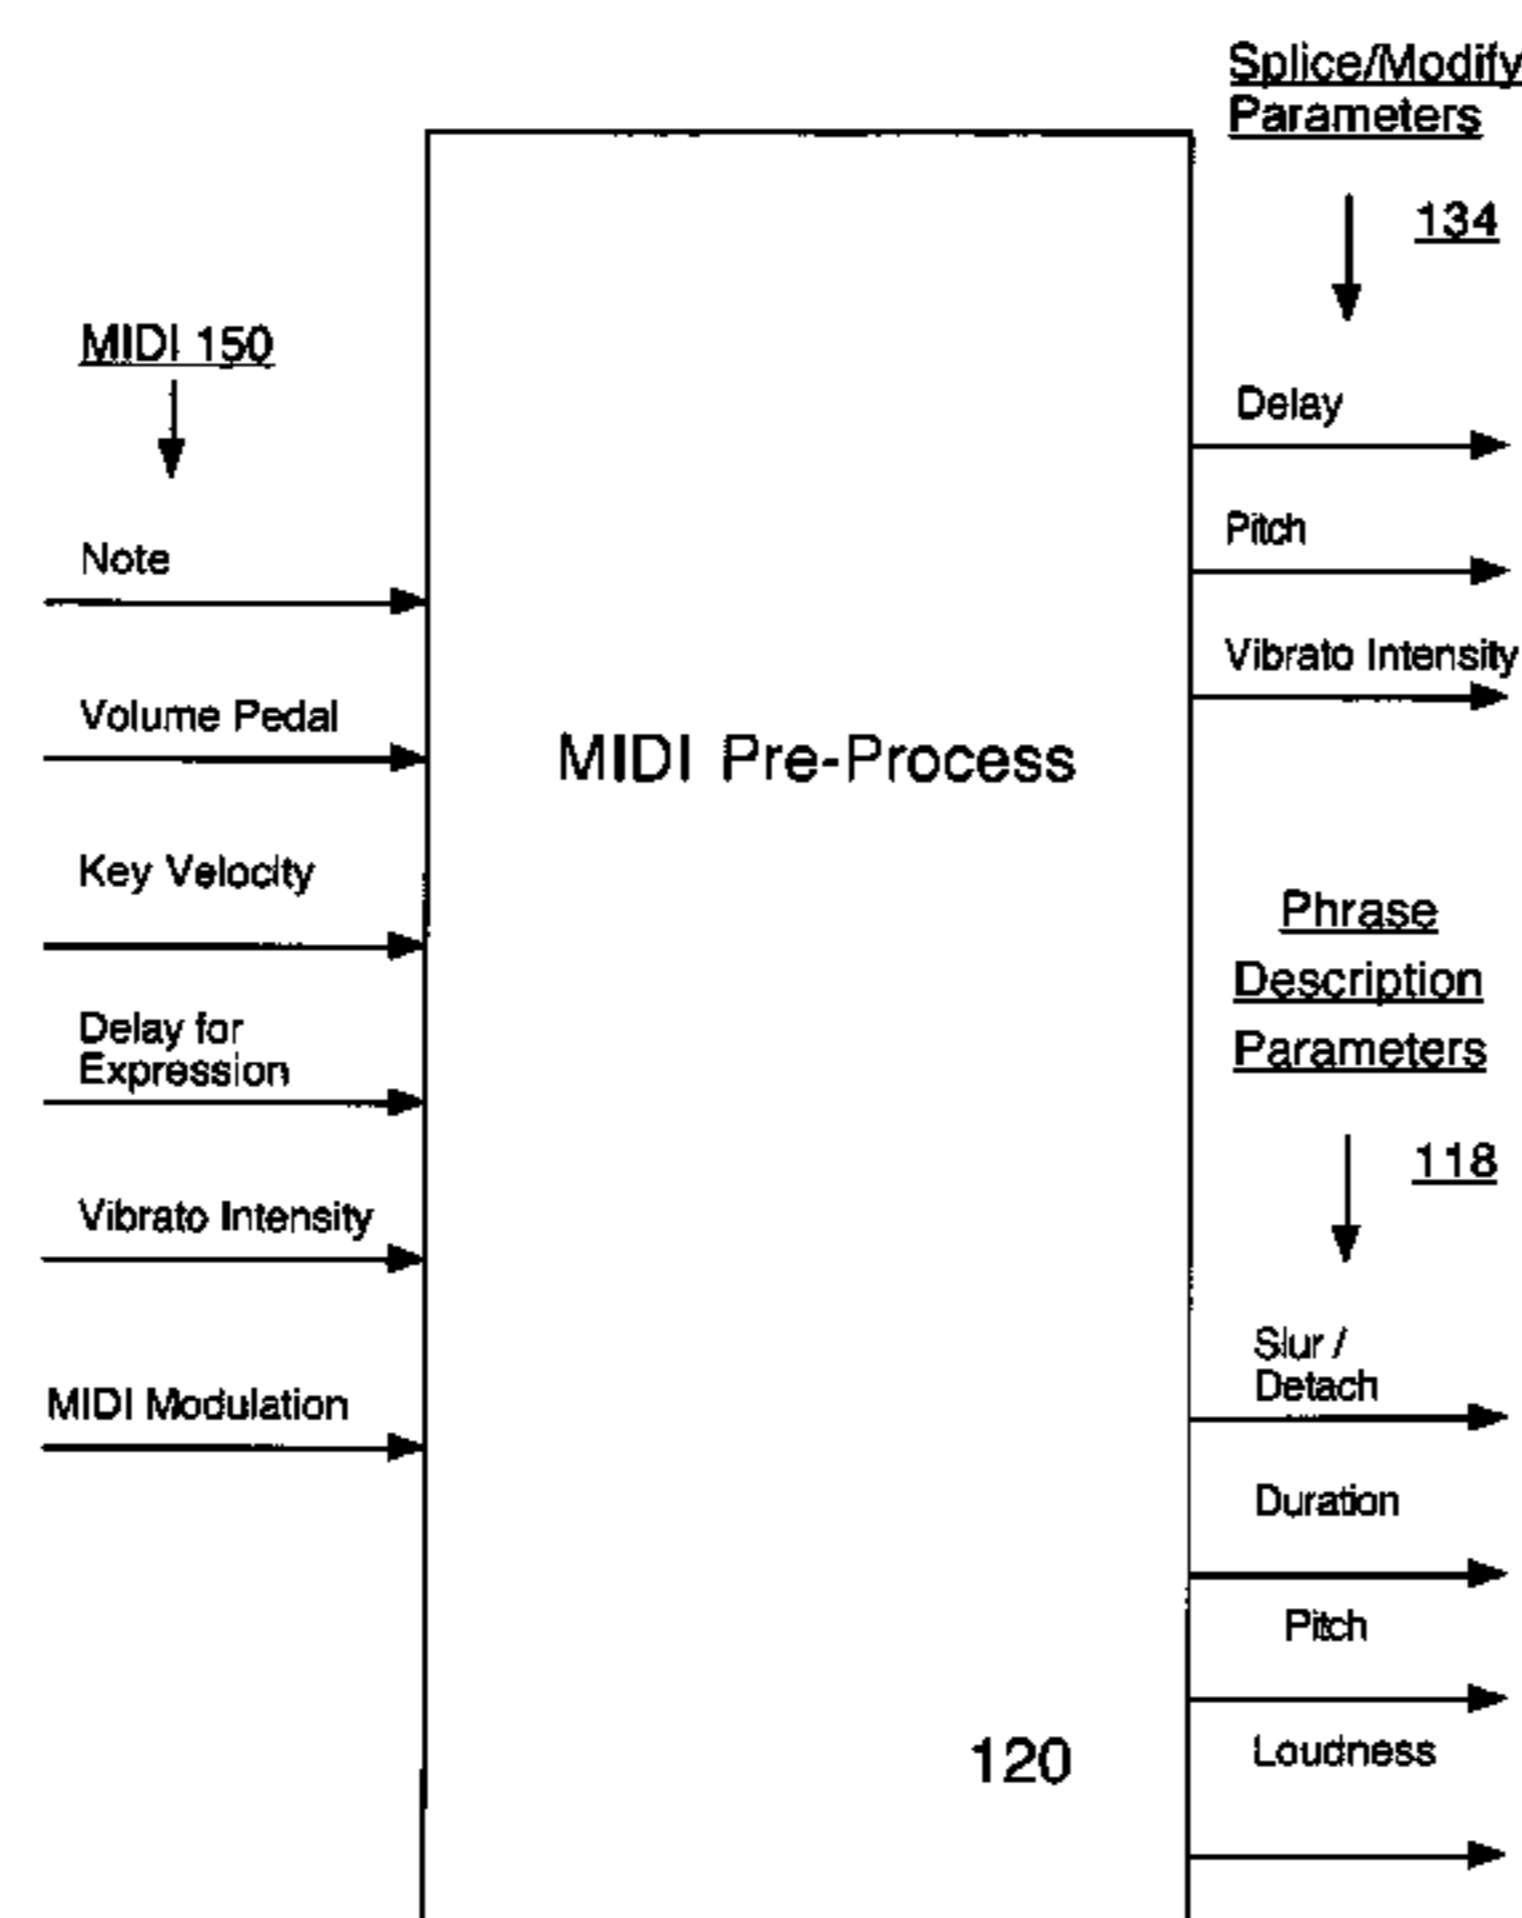 MIDI 150
Note
Volume Pedal
Key Velocity
Delay for
Expression
Vibrato Intensity
MIDI Modulation
MIDI Pre-Process
120
Splice/Modify
Parameters
134
Delay
Pitch
Vibrato Intensity
Phrase
Description
Parameters
118
Slur /
Detach
Duration
Pitch
Loudness